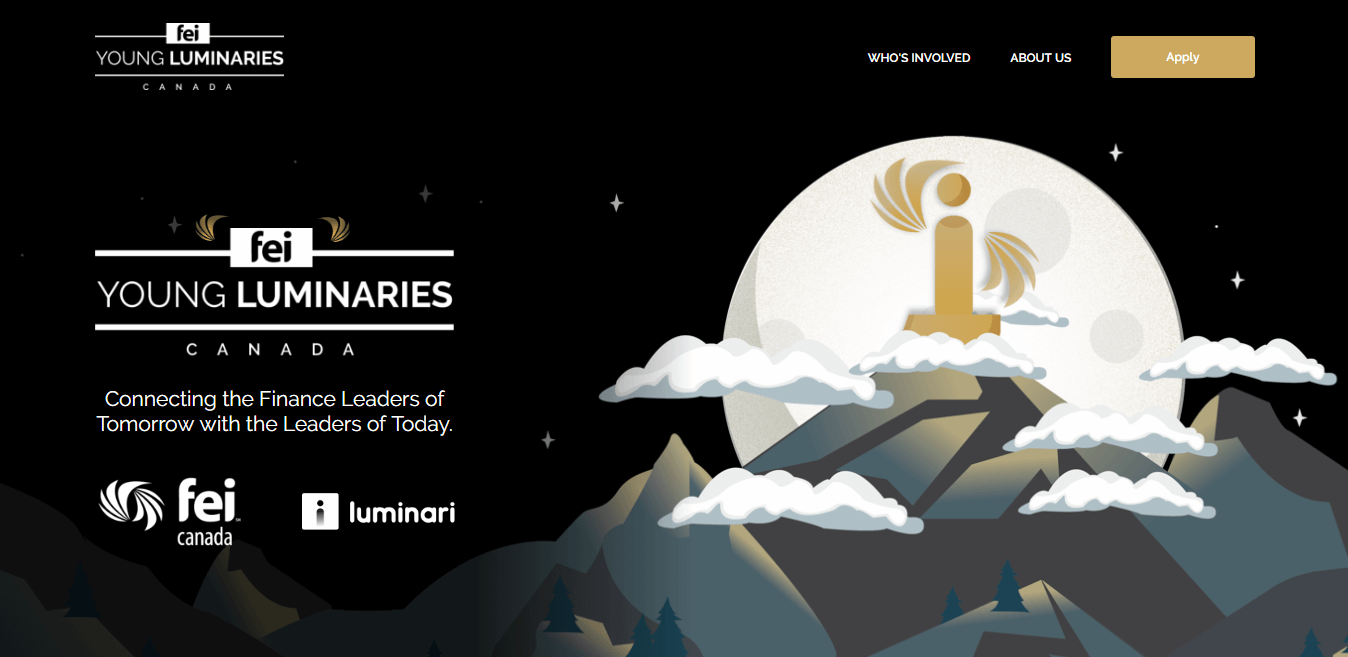 fei
YOUNG LUMINARIES
CANADA
WHO'S INVOLVED
ABOUT US
Apply
fei
YOUNG LUMINARIES
CANADA
Connecting the Finance Leaders of
Tomorrow with the Leaders of Today.
fei
canada
i luminari